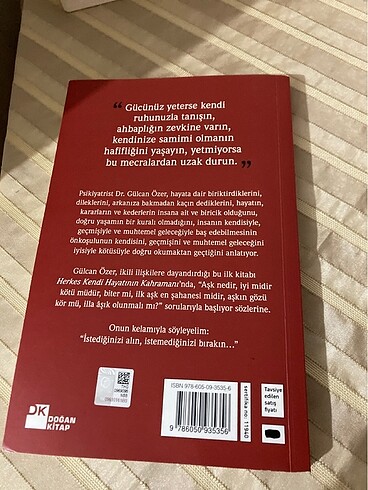 “ Gücünüz yeterse kendi
ruhunuzla tanışın,
ahbaplığın zevkine varın,
kendinize samimi olmanın
hafifliğini yaşayın, yetmiyorsa
bu mecralardan uzak durun. ”
Psikiyatrist Dr. Gülcan Özer, hayata dair biriktirdiklerini,
dileklerini, arkanıza bakmadan kaçın dediklerini, hayatın,
kararların ve kederlerin insana ait ve biricik olduğunu,
doğru yaşamın bir kuralı olmadığını, insanın kendisiyle,
geçmişiyle ve muhtemel geleceğiyle baş edebilmesinin
önkoşulunun kendisini, geçmişini ve muhtemel geleceğini
iyisiyle kötüsüyle doğru okumaktan geçtiğini anlatıyor.
Gülcan Özer, ikili ilişkilere dayandırdığı bu ilk kitabı
Herkes Kendi Hayatının Kahramanı'nda, “Aşk nedir, iyi midir
kötü müdür, biter mi, ilk aşk en şahanesi midir, aşkın gözü
kör mü, illa âşık olunmalı mı?” sorularıyla başlıyor sözlerine.
Onun kelamıyla söyleyelim:
“İstediğinizi alın, istemediğinizi bırakın...”
DK
DOĞAN
KİTAP
ISBN 978-605-09-3535-6
9 786050 935356
sertifika no: 11940
Tavsiye
edilen
satış
fiyatı